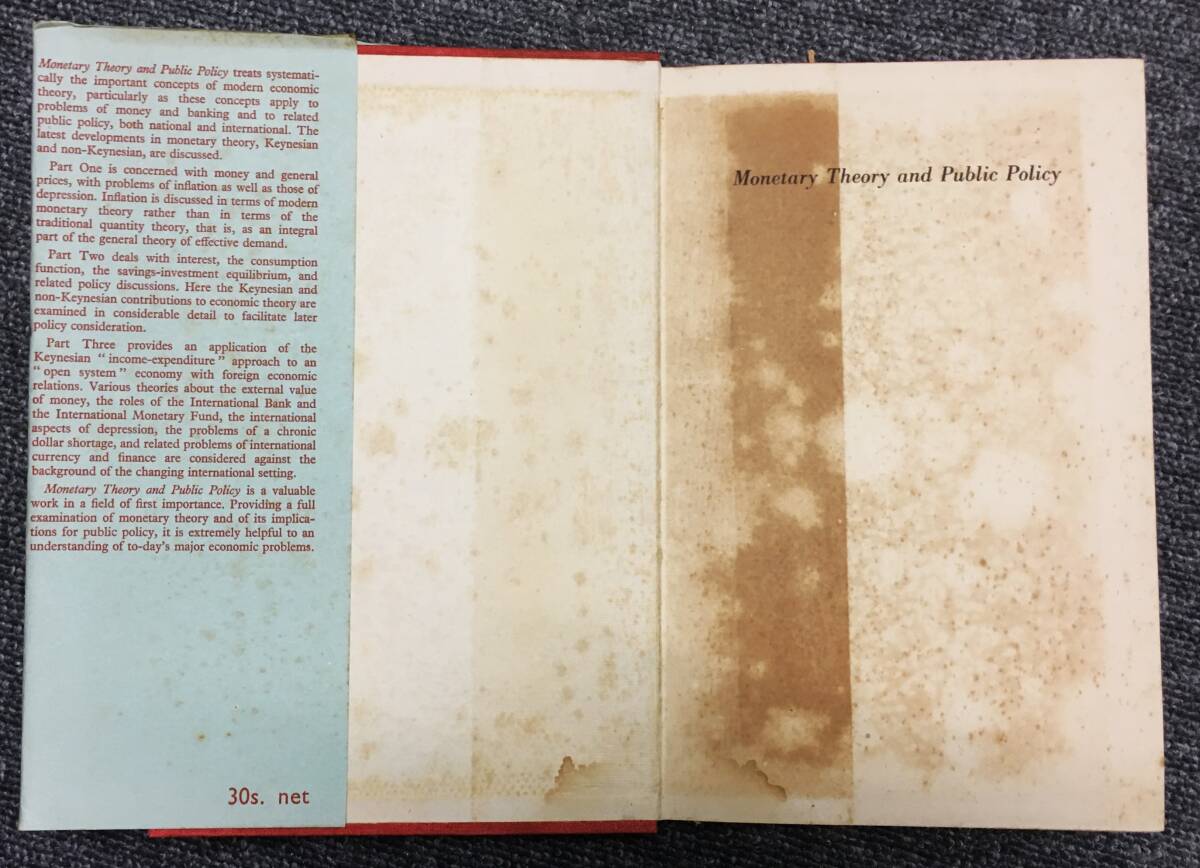 Monetary Theory and Public Policy treats systemati-
cally the important concepts of modern economic
theory, particularly as these concepts apply to
problems of money and banking and to related
public policy, both national and international. The
latest developments in monetary theory, Keynesian
and non-Keynesian, are discussed.
Part One is concerned with money and general
prices, with problems of inflation as well as those of
depression. Inflation is discussed in terms of modern
monetary theory rather than in terms of the
traditional quantity theory, that is, as an integral
part of the general theory of effective demand.
Part Two deals with interest, the consumption
function, the savings-investment equilibrium, and
related policy discussions. Here the Keynesian and
non-Keynesian contributions to economic theory are
examined in considerable detail to facilitate later
policy consideration.
Part Three provides an application of the
Keynesian "income-expenditure" approach to an
"open system" economy with foreign economic
relations. Various theories about the external value
of money, the roles of the International Bank and
the International Monetary Fund, the international
aspects of depression, the problems of a chronic
dollar shortage, and related problems of international
currency and finance are considered against the
background of the changing international setting.
Monetary Theory and Public Policy is a valuable
work in a field of first importance. Providing a full
examination of monetary theory and of its implica-
tions for public policy, it is extremely helpful to an
understanding of to-day's major economic problems.
30s. net
Monetary Theory and Public Policy